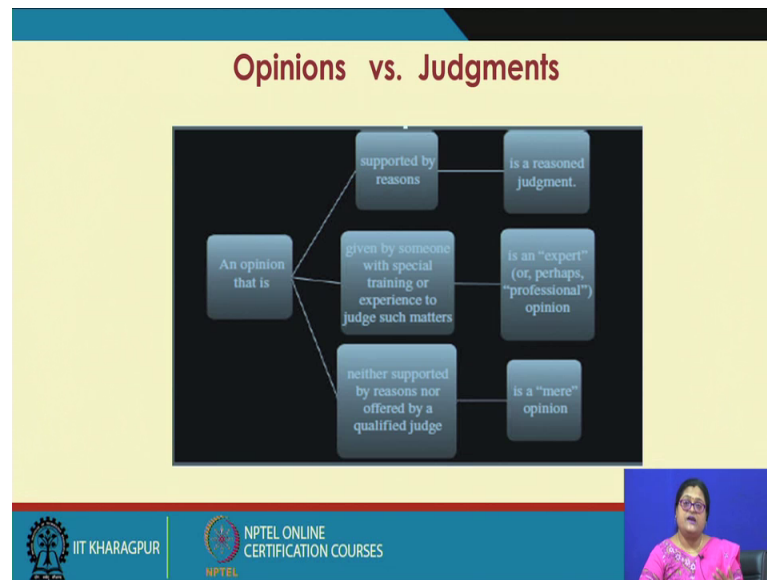 Opinions vs. Judgments
supported by
reasons
is a reasoned
judgment.
An opinion
that is
given by someone
with special
training or
experience to
judge such matters
is an “expert”
(or, perhaps,
“professional”)
opinion
neither supported
by reasons nor
offered by a
qualified judge
is a “mere”
opinion
IIT KHARAGPUR
NPTEL
NPTEL ONLINE
CERTIFICATION COURSES